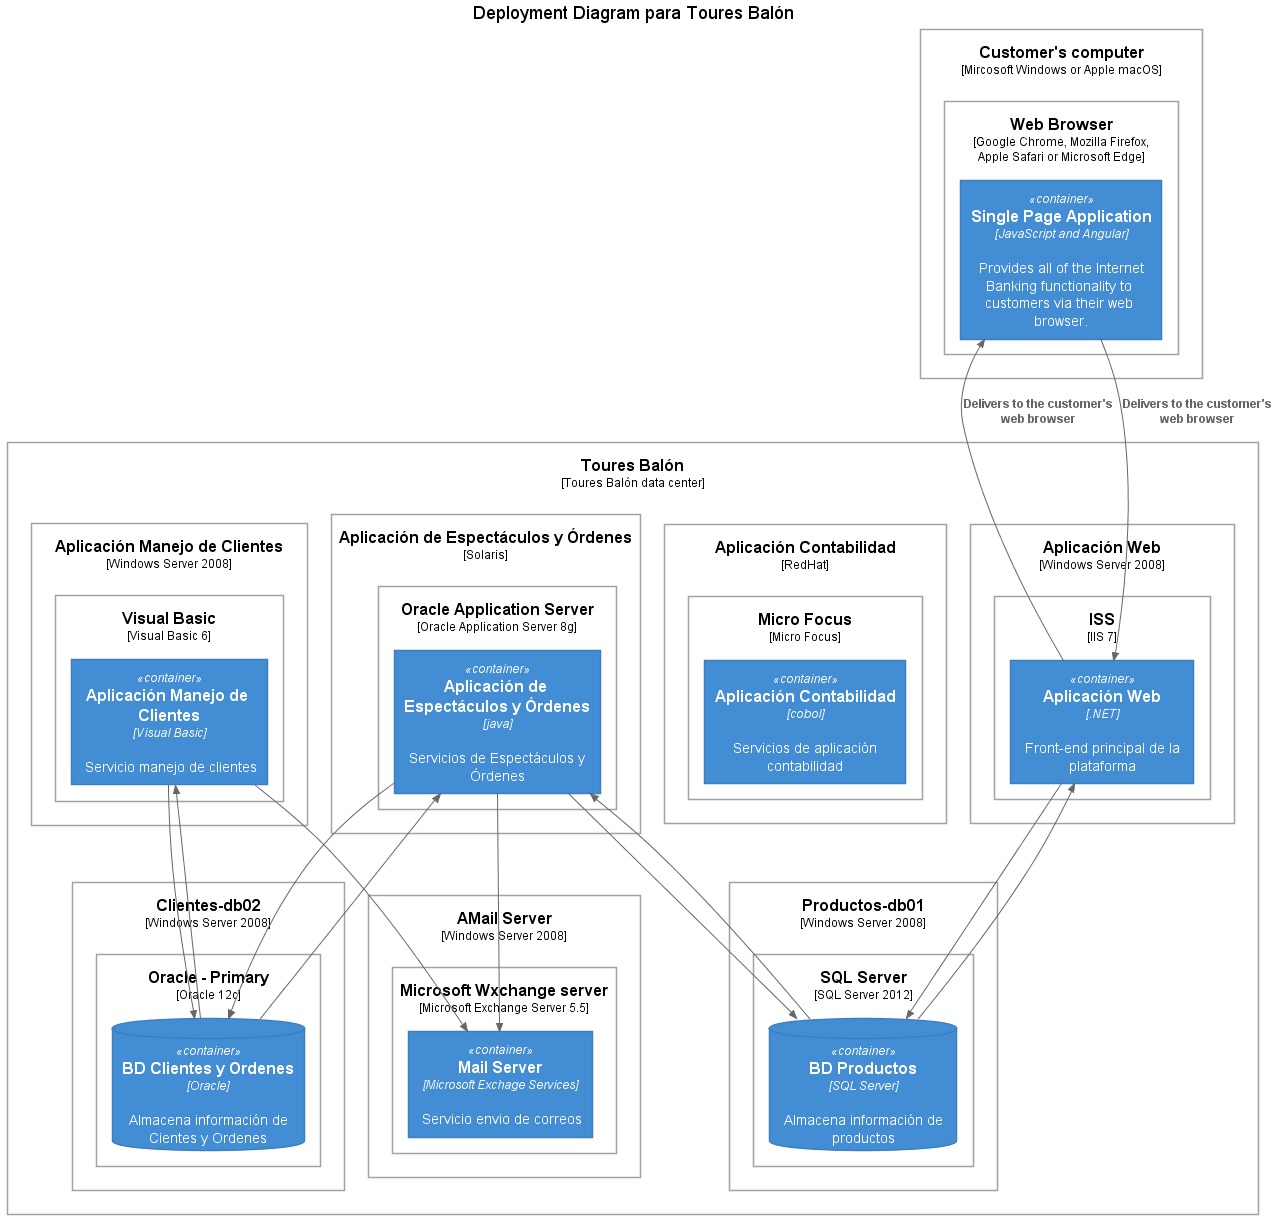 Deployment Diagram para Toures Balón
Customer's computer
[Mircosoft Windows or Apple macOS]
Web Browser
[Google Chrome, Mozilla Firefox,
Apple Safari or Microsoft Edge]
«container»
Single Page Application
[JavaScript and Angular]
Provides all of the Internet
Banking functionality to
customers via their web
browser.
Delivers to the customer's
web browser
Delivers to the customer's
web browser
Toures Balón
[Toures Balón data center]
Aplicación Manejo de Clientes
[Windows Server 2008]
Visual Basic
[Visual Basic 6]
«container»
Aplicación Manejo de
Clientes
[Visual Basic]
Servicio manejo de clientes
Aplicación de Espectáculos y Órdenes
[Solaris]
Oracle Application Server
[Oracle Application Server 8g]
«container»
Aplicación de
Espectáculos y Órdenes
[java]
Servicios de Espectáculos y
Órdenes
Aplicación Contabilidad
[RedHat]
Micro Focus
[Micro Focus]
«container»
Aplicación Contabilidad
[cobol]
Servicios de aplicación
contabilidad
Aplicación Web
[Windows Server 2008]
ISS
[IIS 7]
«container»
Aplicación Web
[.NET]
Front-end principal de la
plataforma
Clientes-db02
[Windows Server 2008]
Oracle - Primary
[Oracle 12c]
«container»
BD Clientes y Ordenes
[Oracle]
Almacena información de
Cientes y Ordenes
AMail Server
[Windows Server 2008]
Microsoft Wxchange server
[Microsoft Exchange Server 5.5]
«container»
Mail Server
[Microsoft Exchage Services]
Servicio envio de correos
Productos-db01
[Windows Server 2008]
SQL Server
[SQL Server 2012]
«container»
BD Productos
[SQL Server]
Almacena información de
productos